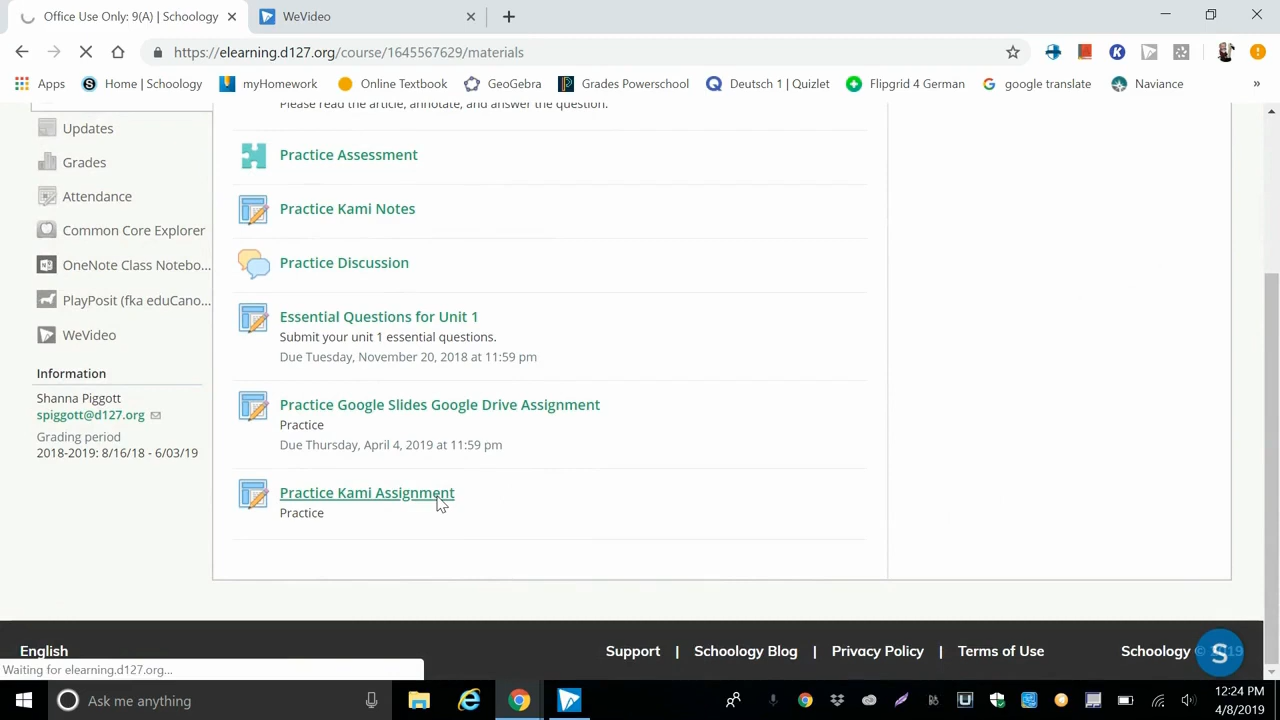 Office Use Only: 9(A) | Schoology
WeVideo
https://elearning.d127.org/course/1645567629/materials
Apps
Home | Schoology
myHomework
Online Textbook
GeoGebra
Grades Powerschool
Deutsch 1 | Quizlet
Flipgrid 4 German
google translate
Naviance
»
Please read the article, annotate, and answer the question.
Updates
Grades
Attendance
Common Core Explorer
OneNote Class Notebo...
PlayPosit (fka eduCano...
WeVideo
Information
Shanna Piggott
spiggott@d127.org
Grading period
2018-2019: 8/16/18 - 6/03/19
Practice Assessment
Practice Kami Notes
Practice Discussion
Essential Questions for Unit 1
Submit your unit 1 essential questions.
Due Tuesday, November 20, 2018 at 11:59 pm
Practice Google Slides Google Drive Assignment
Practice
Due Thursday, April 4, 2019 at 11:59 pm
Practice Kami Assignment
Practice
English
Support | Schoology Blog | Privacy Policy | Terms of Use
Schoology © 2019
Waiting for elearning.d127.org...
Ask me anything
12:24 PM
4/8/2019